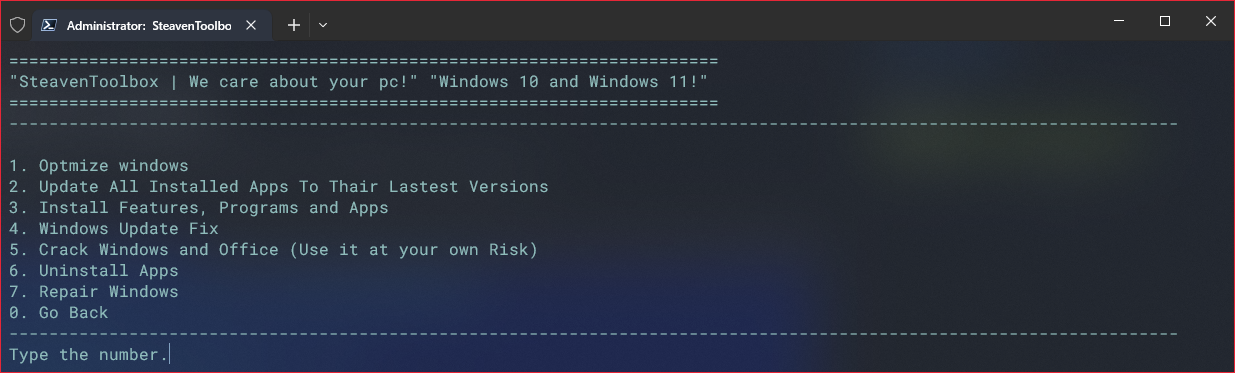 Administrator: SteavenToolbo
======================================================================= 
"SteavenToolbox | We care about your pc!" "Windows 10 and Windows 11!"
=======================================================================
---------------------------------------------------------------------------------------------------------------------
1. Optmize windows
2. Update All Installed Apps To Thair Lastest Versions
3. Install Features, Programs and Apps
4. Windows Update Fix
5. Crack Windows and Office (Use it at your own Risk)
6. Uninstall Apps
7. Repair Windows
0. Go Back
---------------------------------------------------------------------------------------------------------------------
Type the number.